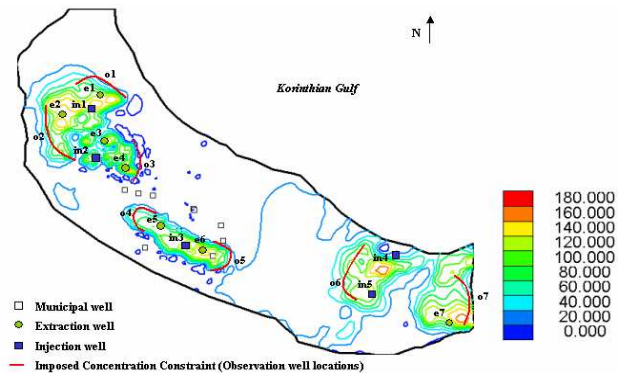 N
Korinthian Gulf
o1
e1
e2
in1
o2
e3
in2
e4
o3
o4
e5
in3
e6
o5
in4
o6
in5
o7
e7
180.000
160.000
140.000
120.000
100.000
80.000
60.000
40.000
20.000
0.000
Municipal well
Extraction well
Injection well
Imposed Concentration Constraint (Observation well locations)